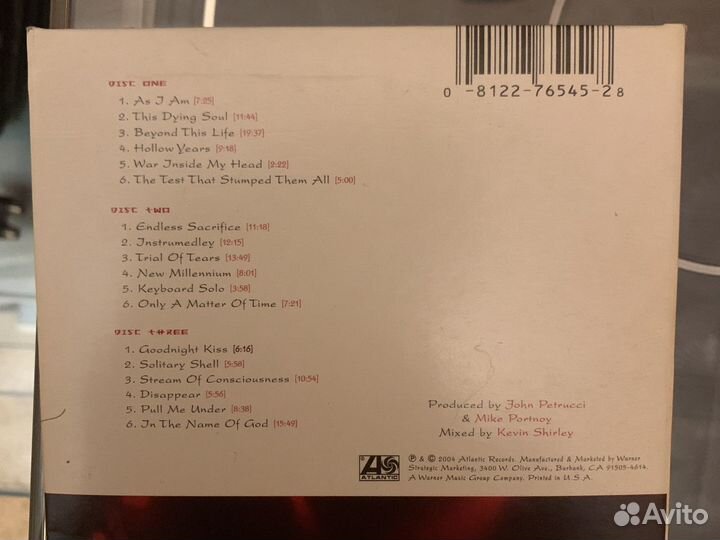 0 81227 65452 8
DISC ONE
1. As I Am [7:25]
2. This Dying Soul [11:44]
3. Beyond This Life [19:37]
4. Hollow Years [9:18]
5. War Inside My Head [2:22]
6. The Test That Stumped Them All [5:00]
DISC TWO
1. Endless Sacrifice [11:18]
2. Instrumedley [12:15]
3. Trial Of Tears [13:49]
4. New Millennium [8:01]
5. Keyboard Solo [3:58]
6. Only A Matter Of Time [7:21]
DISC THREE
1. Goodnight Kiss [6:16]
2. Solitary Shell [5:58]
3. Stream Of Consciousness [10:54]
4. Disappear [5:56]
5. Pull Me Under [8:38]
6. In The Name Of God [15:49]
Produced by John Petrucci
& Mike Portnoy
Mixed by Kevin Shirley
ATLANTIC
℗ & © 2004 Atlantic Records. Manufactured & Marketed by Warner
Strategic Marketing, 3400 W. Olive Ave., Burbank, CA 91505-4614.
A Warner Music Group Company. Printed in U.S.A.
Avito